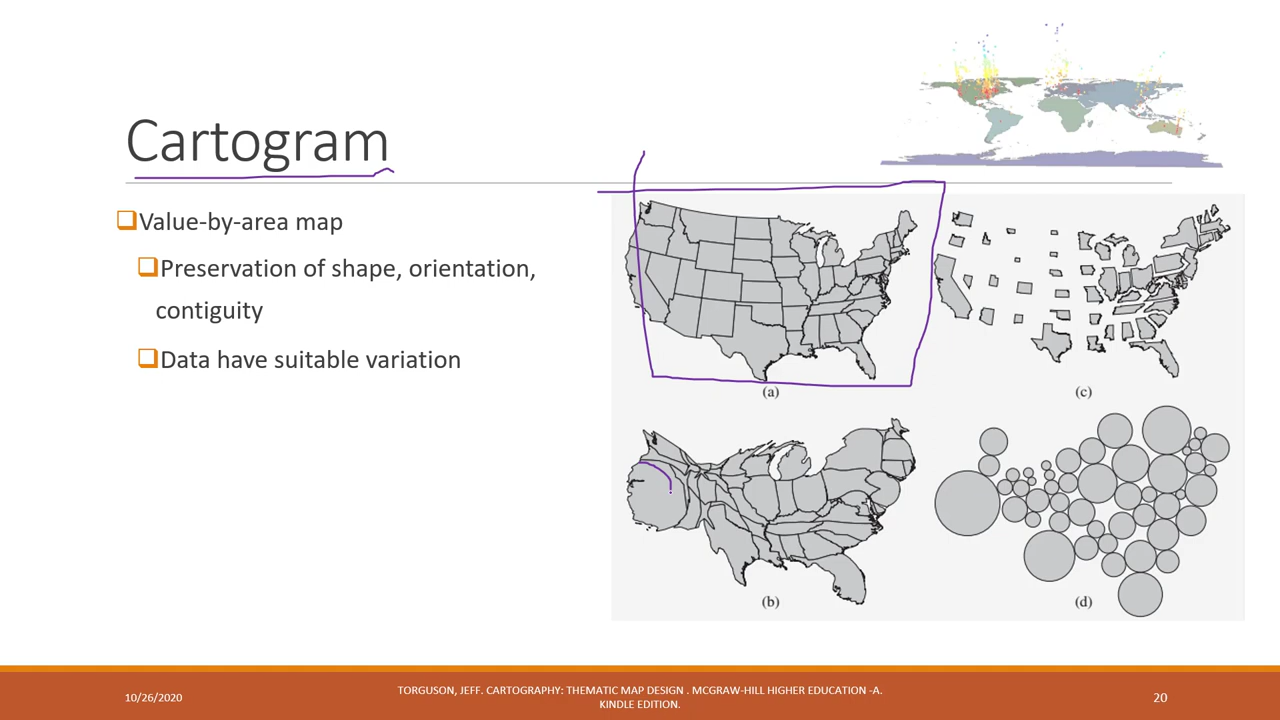 Cartogram
Value-by-area map
Preservation of shape, orientation,
contiguity
Data have suitable variation
(a)
(c)
(b)
(d)
10/26/2020
TORGUSON, JEFF. CARTOGRAPHY: THEMATIC MAP DESIGN . MCGRAW-HILL HIGHER EDUCATION -A.
KINDLE EDITION.
20